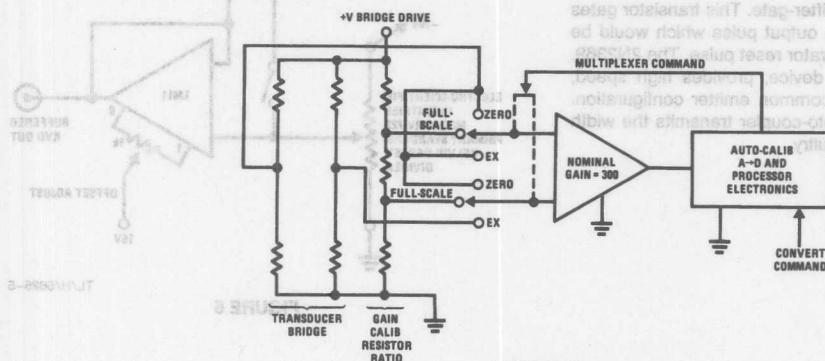 +V BRIDGE DRIVE
MULTIPLEXER COMMAND
ZERO
FULL-
SCALE
EX
ZERO
FULL-SCALE
EX
NOMINAL
GAIN = 300
AUTO-CALIB
A→D AND
PROCESSOR
ELECTRONICS
CONVERT
COMMAND
TRANSDUCER
BRIDGE
GAIN
CALIB
RESISTOR
RATIO